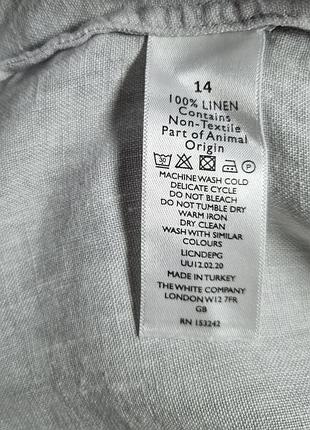 14
100% LINEN
Contains
Non-Textile
Part of Animal
Origin
30 P
MACHINE WASH COLD
DELICATE CYCLE
DO NOT BLEACH
DO NOT TUMBLE DRY
WARM IRON
DRY CLEAN
WASH WITH SIMILAR
COLOURS
LICNDEPG
UU12.02.20
MADE IN TURKEY
THE WHITE COMPANY
LONDON W12 7FR
GB
RN 153242